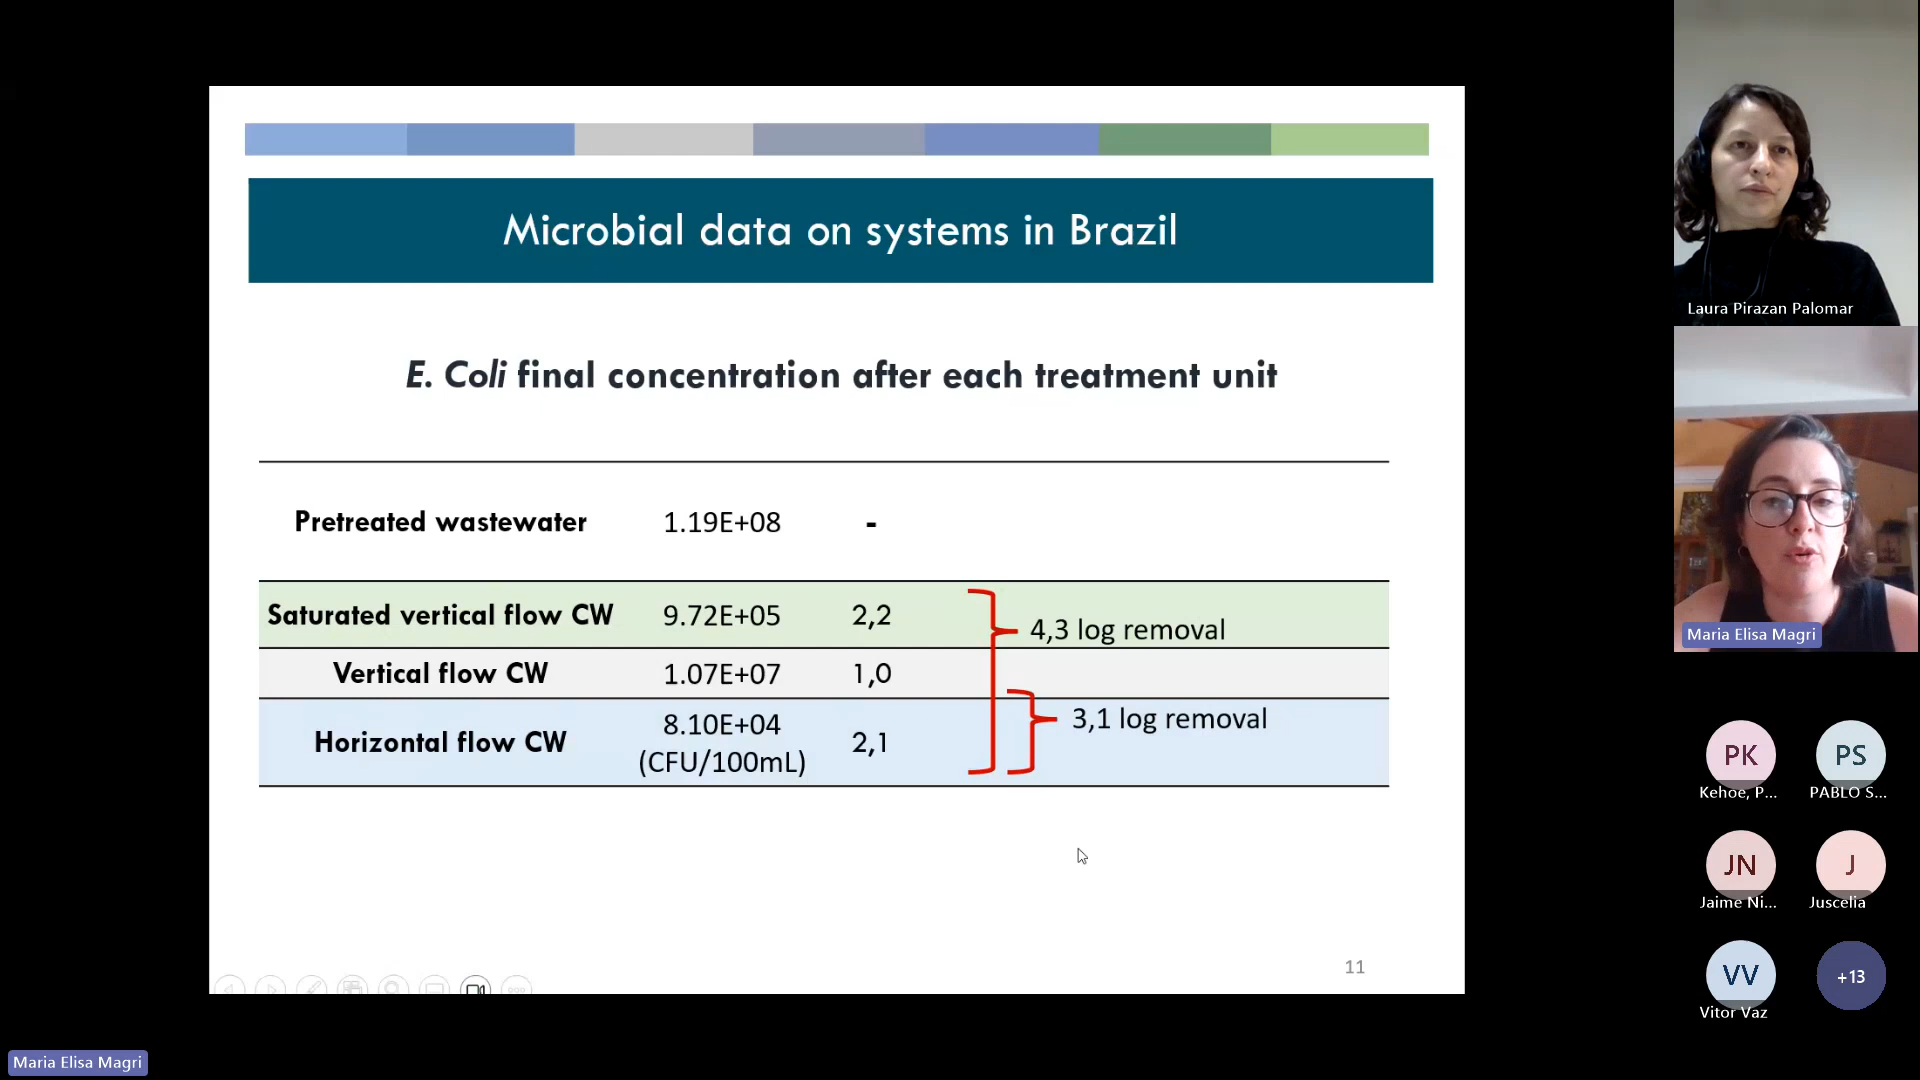 Microbial data on systems in Brazil
E. Coli final concentration after each treatment unit
Pretreated wastewater 1.19E+08 -
Saturated vertical flow CW 9.72E+05 2,2
4,3 log removal
Vertical flow CW 1.07E+07 1,0
Horizontal flow CW 8.10E+04 (CFU/100mL) 2,1
3,1 log removal
11
Laura Pirazan Palomar
Maria Elisa Magri
PK
Kehoe, P...
PS
PABLO S...
JN
Jaime Ni...
J
Juscelia
VV
Vitor Vaz
+13
Maria Elisa Magri